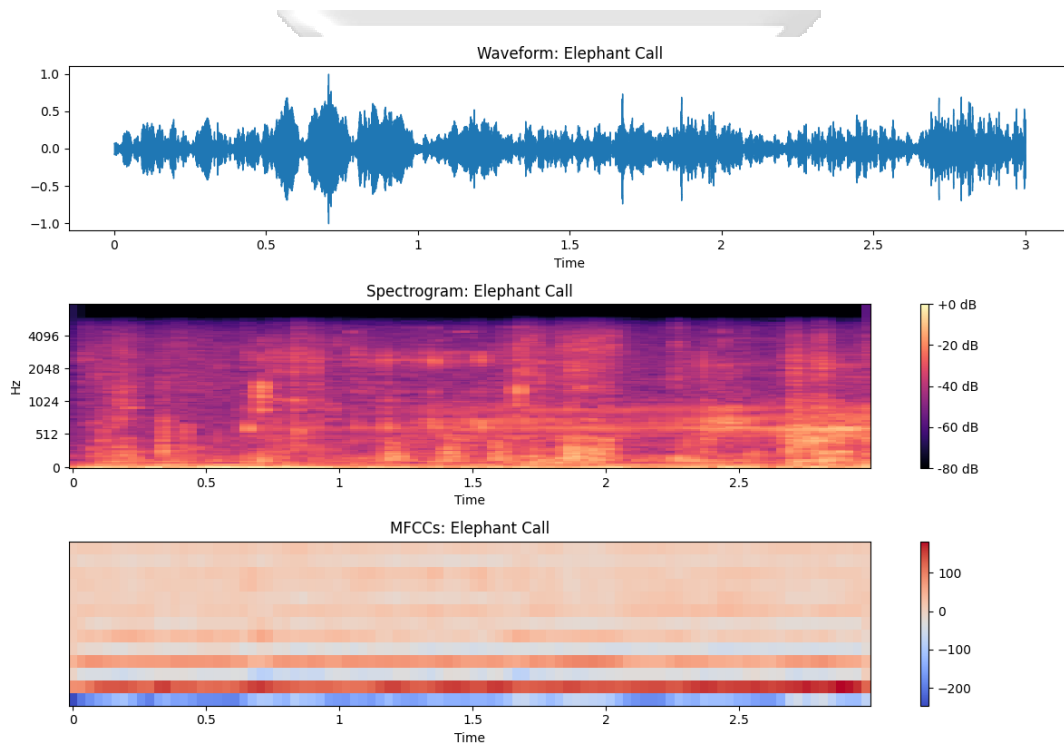 Waveform: Elephant Call
1.0
0.5
0.0
−0.5
−1.0
0 0.5 1 1.5 2 2.5 3
Time
Spectrogram: Elephant Call
4096
2048
1024
512
0
Hz
0 0.5 1 1.5 2 2.5
Time
+0 dB
-20 dB
-40 dB
-60 dB
-80 dB
MFCCs: Elephant Call
0 0.5 1 1.5 2 2.5
Time
100
0
−100
−200